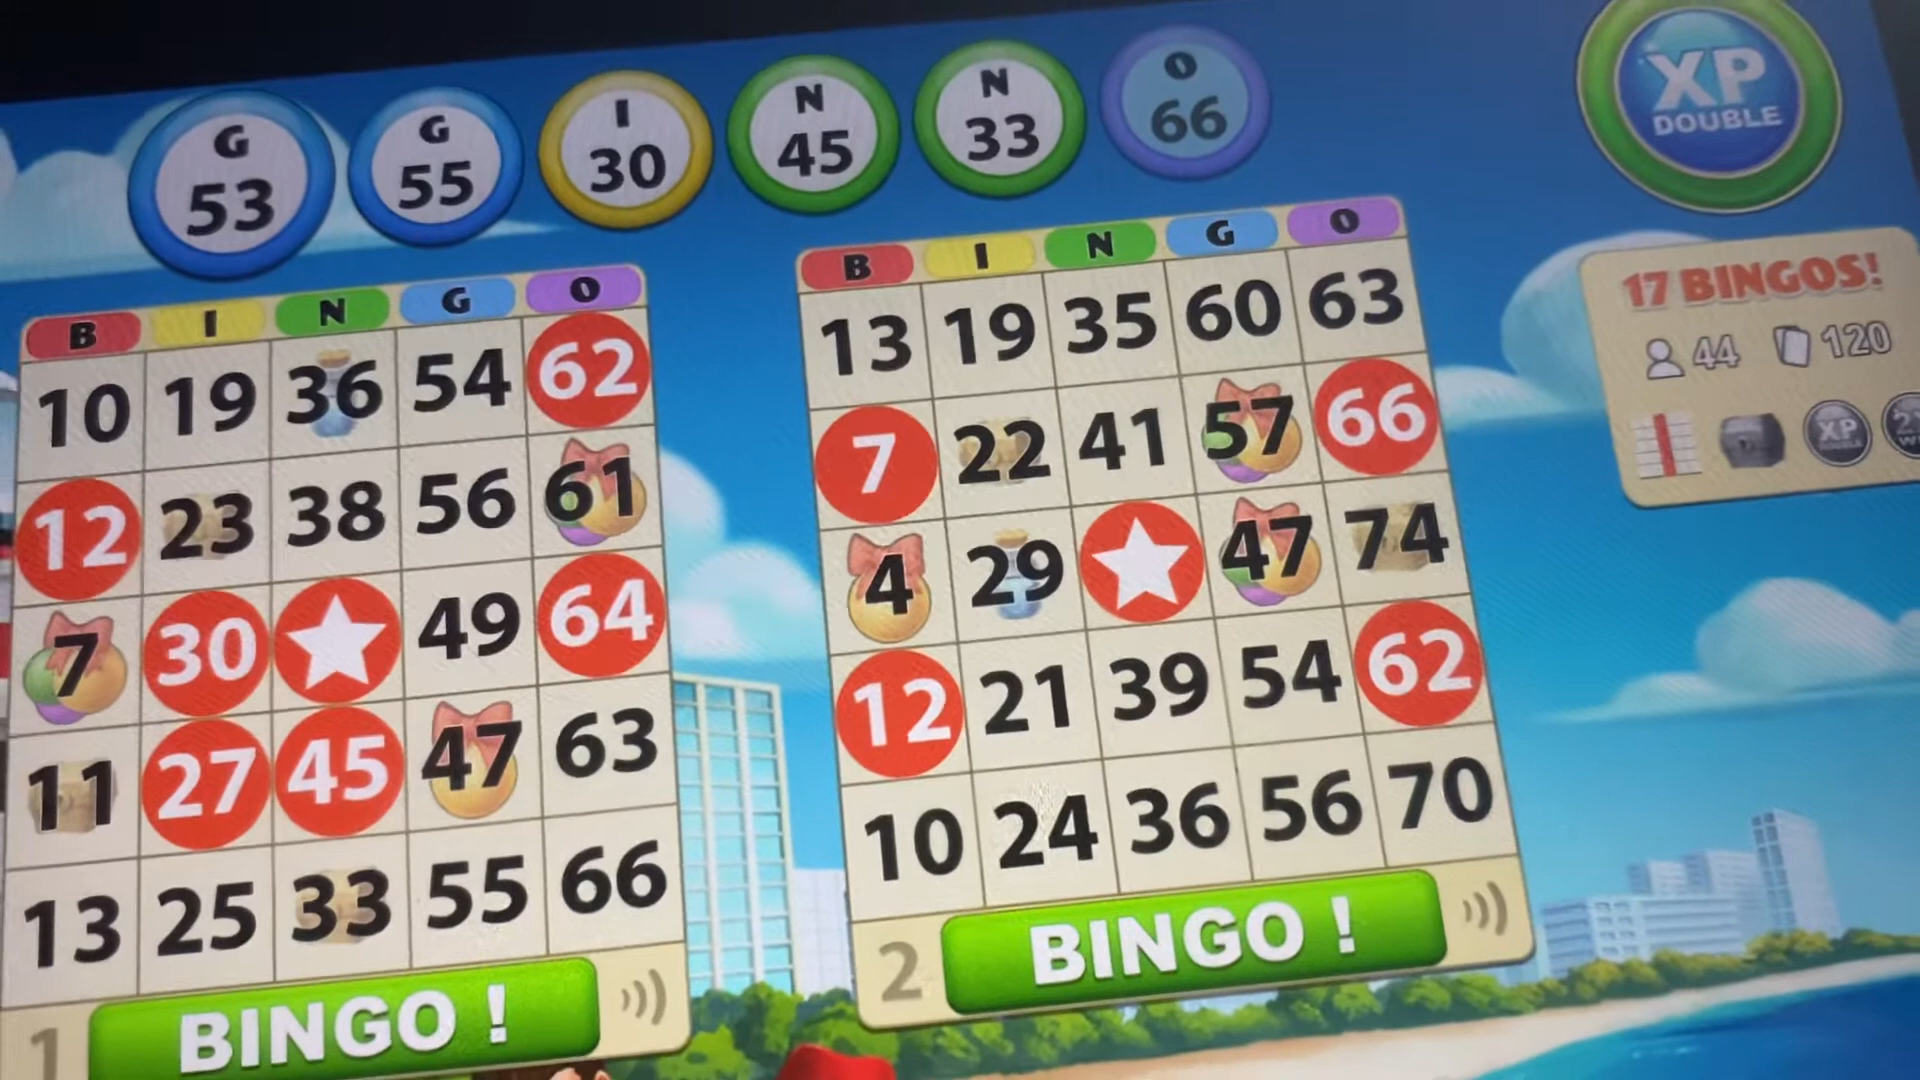 G G I N N O
53 55 30 45 33 66
XP
DOUBLE
B I N G O
10 19 36 54 62
12 23 38 56 61
7 30 49 64
11 27 45 47 63
13 25 33 55 66
1 BINGO !
B I N G O
13 19 35 60 63
7 22 41 57 66
4 29 47 74
12 21 39 54 62
10 24 36 56 70
2 BINGO !
17 BINGOS!
44 120
XP